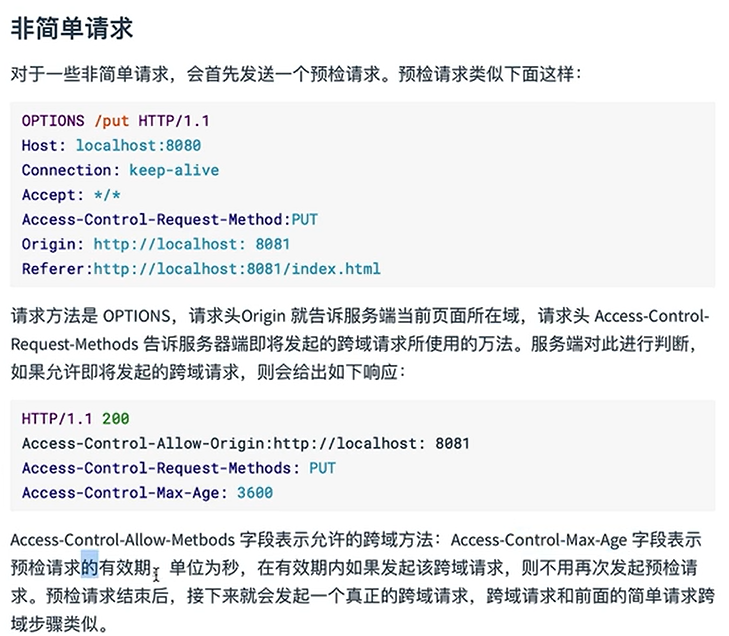 非简单请求
对于一些非简单请求，会首先发送一个预检请求。预检请求类似下面这样：
OPTIONS /put HTTP/1.1
Host: localhost:8080
Connection: keep-alive
Accept: */*
Access-Control-Request-Method:PUT
Origin: http://localhost: 8081
Referer:http://localhost:8081/index.html
请求方法是 OPTIONS，请求头Origin 就告诉服务端当前页面所在域，请求头 Access-Control-
Request-Methods 告诉服务器端即将发起的跨域请求所使用的万法。服务端对此进行判断，
如果允许即将发起的跨域请求，则会给出如下响应：
HTTP/1.1 200
Access-Control-Allow-Origin:http://localhost: 8081
Access-Control-Request-Methods: PUT
Access-Control-Max-Age: 3600
Access-Control-Allow-Metbods 字段表示允许的跨域方法：Access-Control-Max-Age 字段表示
预检请求的有效期，单位为秒，在有效期内如果发起该跨域请求，则不用再次发起预检请
求。预检请求结束后，接下来就会发起一个真正的跨域请求，跨域请求和前面的简单请求跨
域步骤类似。